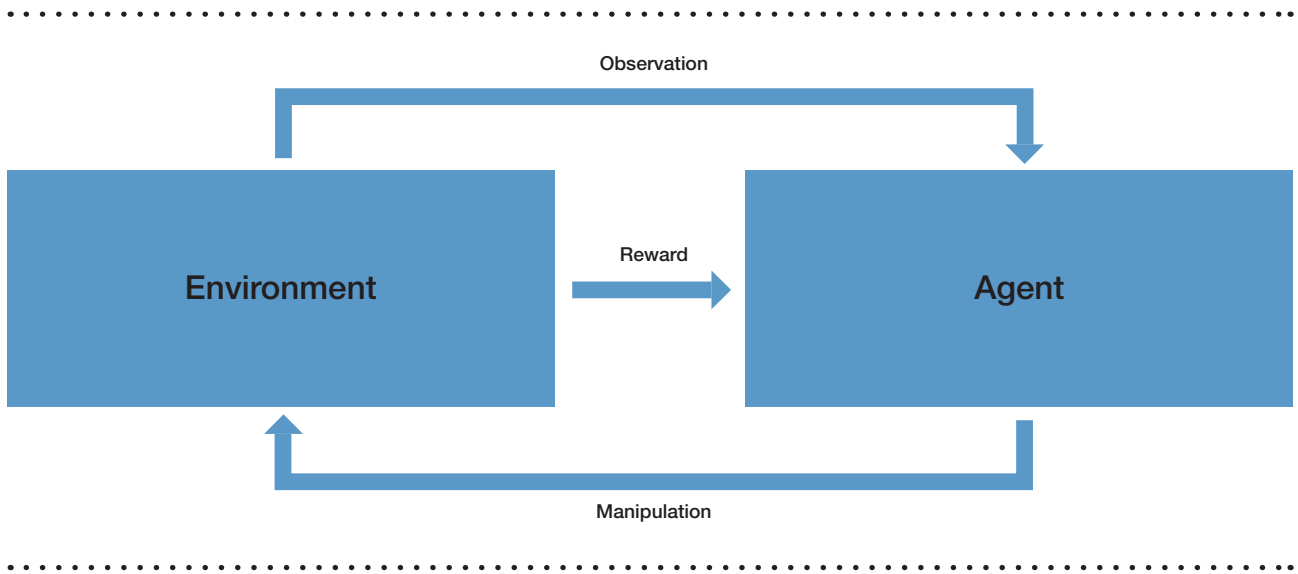 Observation
Reward
Environment
Agent
Manipulation